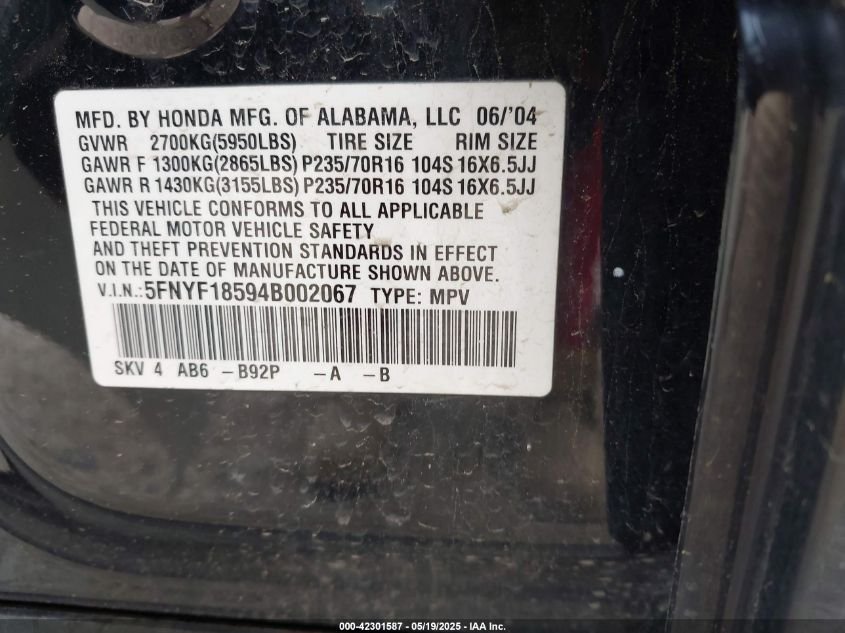 MFD. BY HONDA MFG. OF ALABAMA, LLC 06/'04
GVWR 2700KG(5950LBS) TIRE SIZE RIM SIZE
GAWR F 1300KG(2865LBS) P235/70R16 104S 16X6.5JJ
GAWR R 1430KG(3155LBS) P235/70R16 104S 16X6.5JJ
THIS VEHICLE CONFORMS TO ALL APPLICABLE
FEDERAL MOTOR VEHICLE SAFETY
AND THEFT PREVENTION STANDARDS IN EFFECT
ON THE DATE OF MANUFACTURE SHOWN ABOVE.
V.I.N.:5FNYF18594B002067 TYPE: MPV
SKV 4 AB6 -B92P -A -B
000-42301587 - 05/19/2025 - IAA Inc.